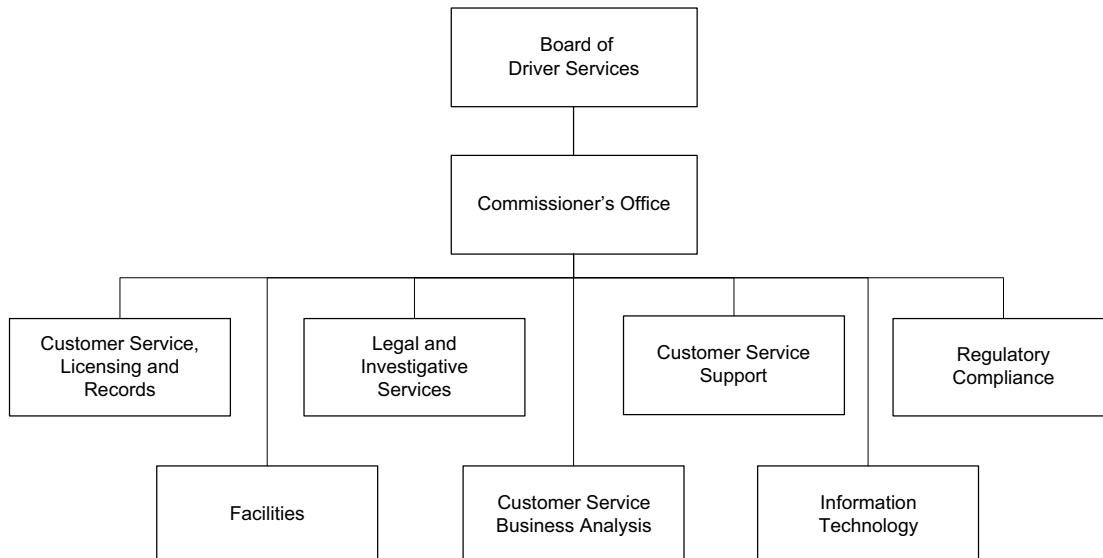 Board of
Driver Services
Commissioner’s Office
Customer Service,
Licensing and
Records
Legal and
Investigative
Services
Customer Service
Support
Regulatory
Compliance
Facilities
Customer Service
Business Analysis
Information
Technology